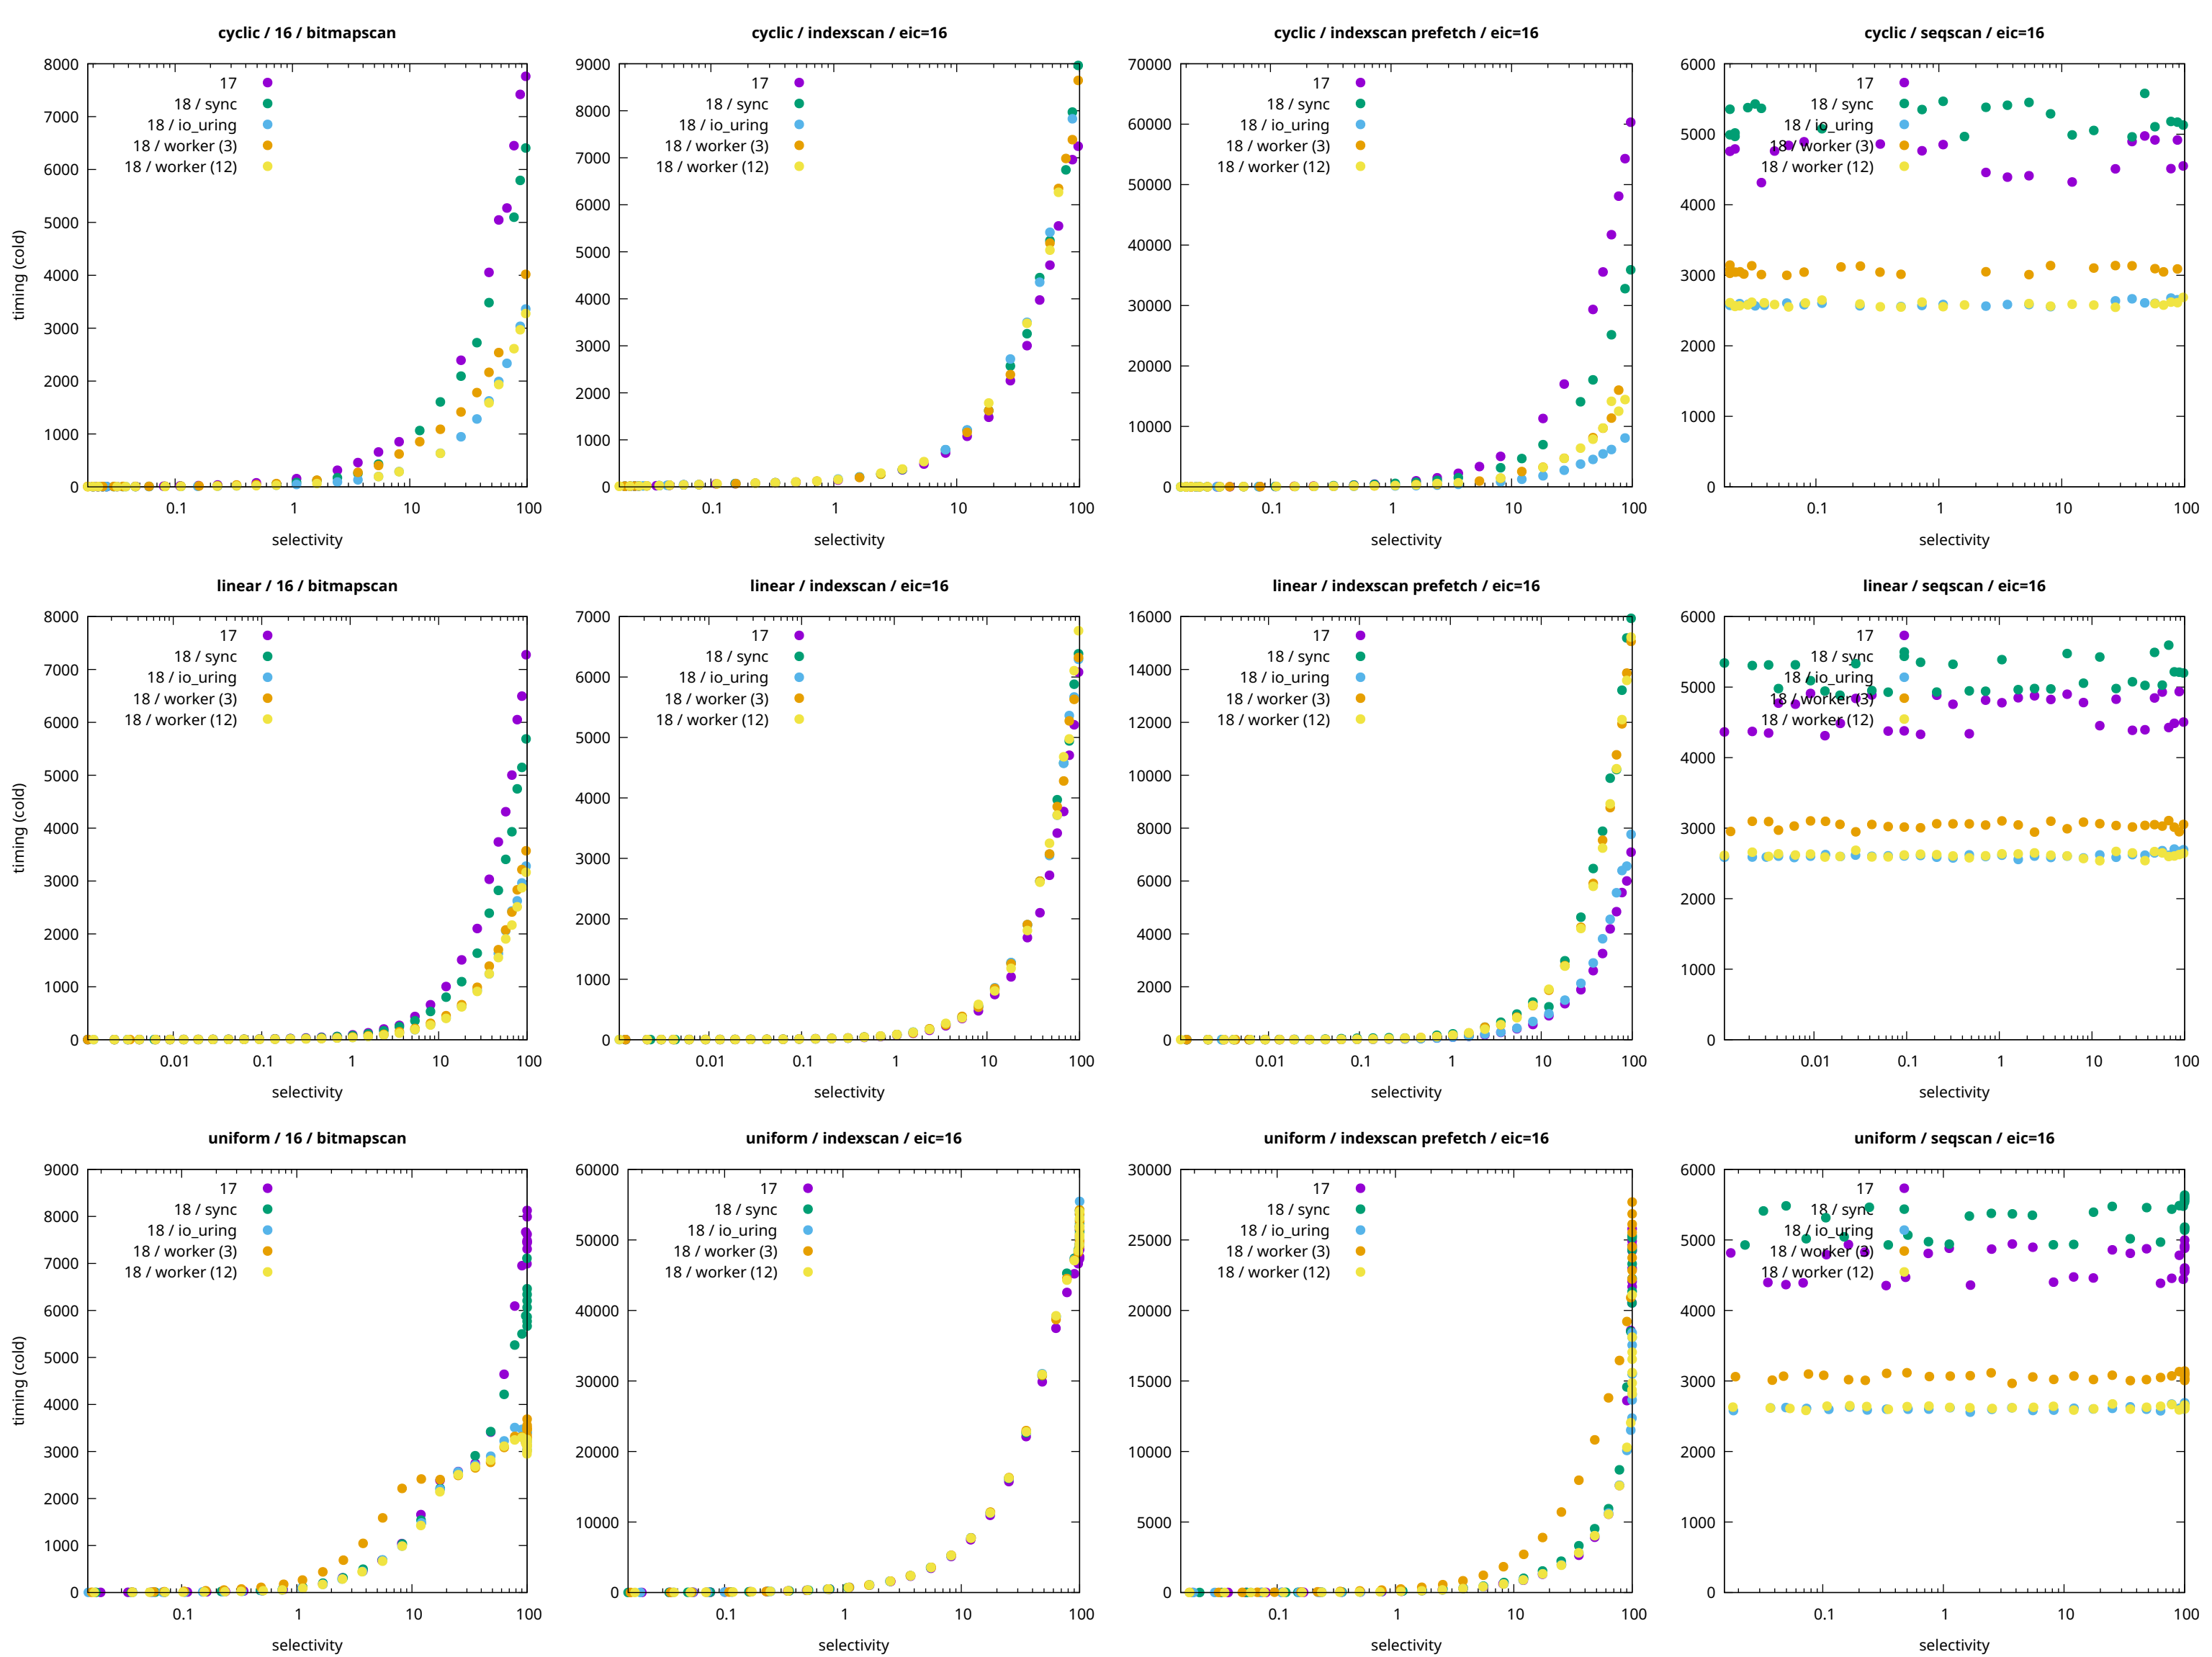 cyclic / 16 / bitmapscan
timing (cold)
8000
7000
6000
5000
4000
3000
2000
1000
0
17
18 / sync
18 / io_uring
18 / worker (3)
18 / worker (12)
0.1 1 10 100
selectivity
cyclic / indexscan / eic=16
9000
8000
7000
6000
5000
4000
3000
2000
1000
0
17
18 / sync
18 / io_uring
18 / worker (3)
18 / worker (12)
0.1 1 10 100
selectivity
cyclic / indexscan prefetch / eic=16
70000
60000
50000
40000
30000
20000
10000
0
17
18 / sync
18 / io_uring
18 / worker (3)
18 / worker (12)
0.1 1 10 100
selectivity
cyclic / seqscan / eic=16
6000
5000
4000
3000
2000
1000
0
17
18 / sync
18 / io_uring
18 / worker (3)
18 / worker (12)
0.1 1 10 100
selectivity
linear / 16 / bitmapscan
timing (cold)
8000
7000
6000
5000
4000
3000
2000
1000
0
17
18 / sync
18 / io_uring
18 / worker (3)
18 / worker (12)
0.01 0.1 1 10 100
selectivity
linear / indexscan / eic=16
7000
6000
5000
4000
3000
2000
1000
0
17
18 / sync
18 / io_uring
18 / worker (3)
18 / worker (12)
0.01 0.1 1 10 100
selectivity
linear / indexscan prefetch / eic=16
16000
14000
12000
10000
8000
6000
4000
2000
0
17
18 / sync
18 / io_uring
18 / worker (3)
18 / worker (12)
0.01 0.1 1 10 100
selectivity
linear / seqscan / eic=16
6000
5000
4000
3000
2000
1000
0
17
18 / sync
18 / io_uring
18 / worker (3)
18 / worker (12)
0.01 0.1 1 10 100
selectivity
uniform / 16 / bitmapscan
timing (cold)
9000
8000
7000
6000
5000
4000
3000
2000
1000
0
17
18 / sync
18 / io_uring
18 / worker (3)
18 / worker (12)
0.1 1 10 100
selectivity
uniform / indexscan / eic=16
60000
50000
40000
30000
20000
10000
0
17
18 / sync
18 / io_uring
18 / worker (3)
18 / worker (12)
0.1 1 10 100
selectivity
uniform / indexscan prefetch / eic=16
30000
25000
20000
15000
10000
5000
0
17
18 / sync
18 / io_uring
18 / worker (3)
18 / worker (12)
0.1 1 10 100
selectivity
uniform / seqscan / eic=16
6000
5000
4000
3000
2000
1000
0
17
18 / sync
18 / io_uring
18 / worker (3)
18 / worker (12)
0.1 1 10 100
selectivity